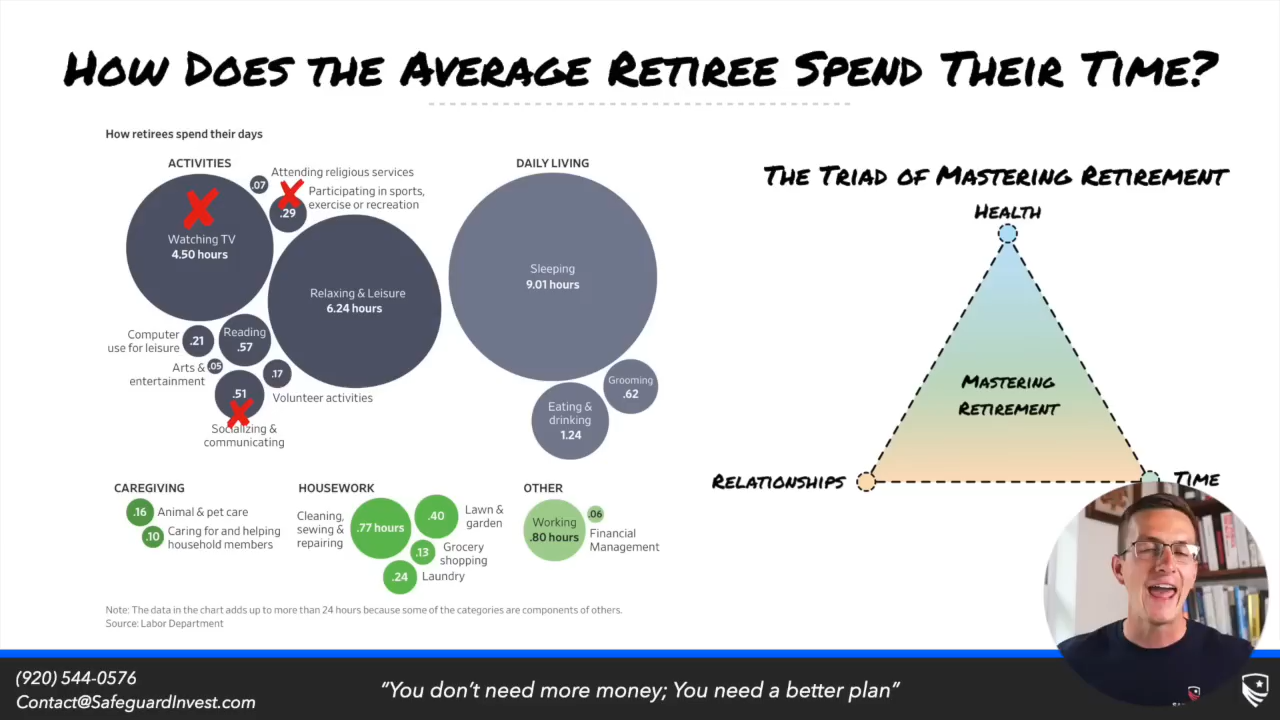 How Does the Average Retiree Spend Their Time?
How retirees spend their days
ACTIVITIES
.07
Attending religious services
Participating in sports,
exercise or recreation
.29
Watching TV
4.50 hours
Relaxing & Leisure
6.24 hours
Computer
use for leisure
.21
Reading
.57
Arts &
entertainment
.05
.17
Volunteer activities
.51
Socializing &
communicating
DAILY LIVING
Sleeping
9.01 hours
Grooming
.62
Eating &
drinking
1.24
CAREGIVING
.16
Animal & pet care
.10
Caring for and helping
household members
HOUSEWORK
Cleaning,
sewing &
repairing
.77 hours
.40
Lawn &
garden
.13
Grocery
shopping
.24
Laundry
OTHER
Working
.80 hours
.06
Financial
Management
Note: The data in the chart adds up to more than 24 hours because some of the categories are components of others.
Source: Labor Department
The Triad of Mastering Retirement
Health
Mastering
Retirement
Relationships
Time
(920) 544-0576
Contact@SafeguardInvest.com
"You don't need more money; You need a better plan"